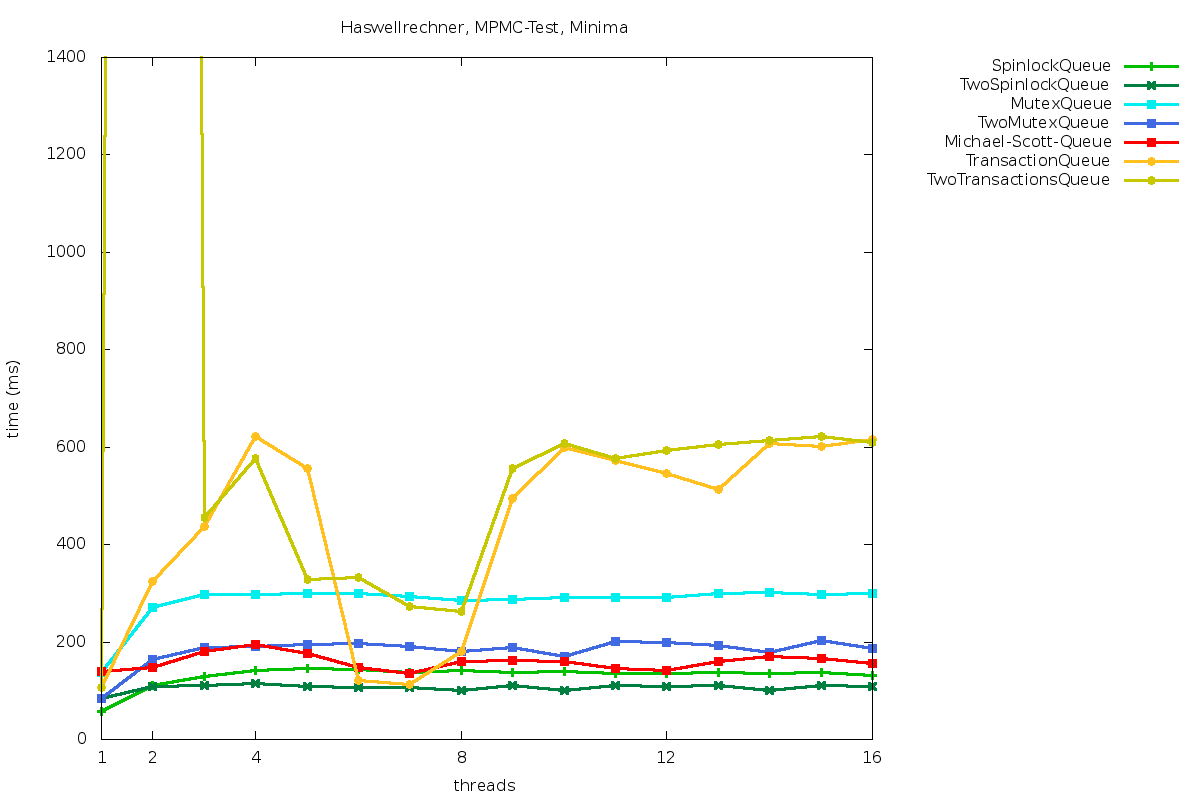 Haswellrechner, MPMC-Test, Minima
1400
1200
1000
800
600
400
200
0
time (ms)
1 2 4 8 12 16
threads
SpinlockQueue
TwoSpinlockQueue
MutexQueue
TwoMutexQueue
Michael-Scott-Queue
TransactionQueue
TwoTransactionsQueue